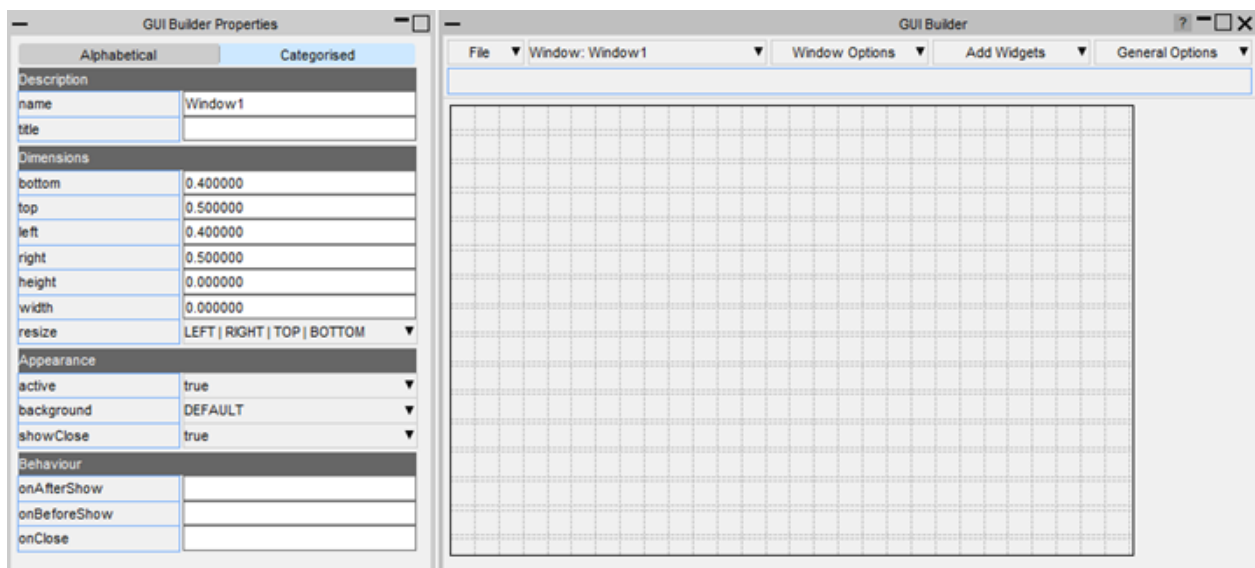 GUI Builder Properties
Alphabetical Categorised
Description
name Window1
title
Dimensions
bottom 0.400000
top 0.500000
left 0.400000
right 0.500000
height 0.000000
width 0.000000
resize LEFT | RIGHT | TOP | BOTTOM
Appearance
active true
background DEFAULT
showClose true
Behaviour
onAfterShow
onBeforeShow
onClose
GUI Builder ?
File Window: Window1 Window Options Add Widgets General Options